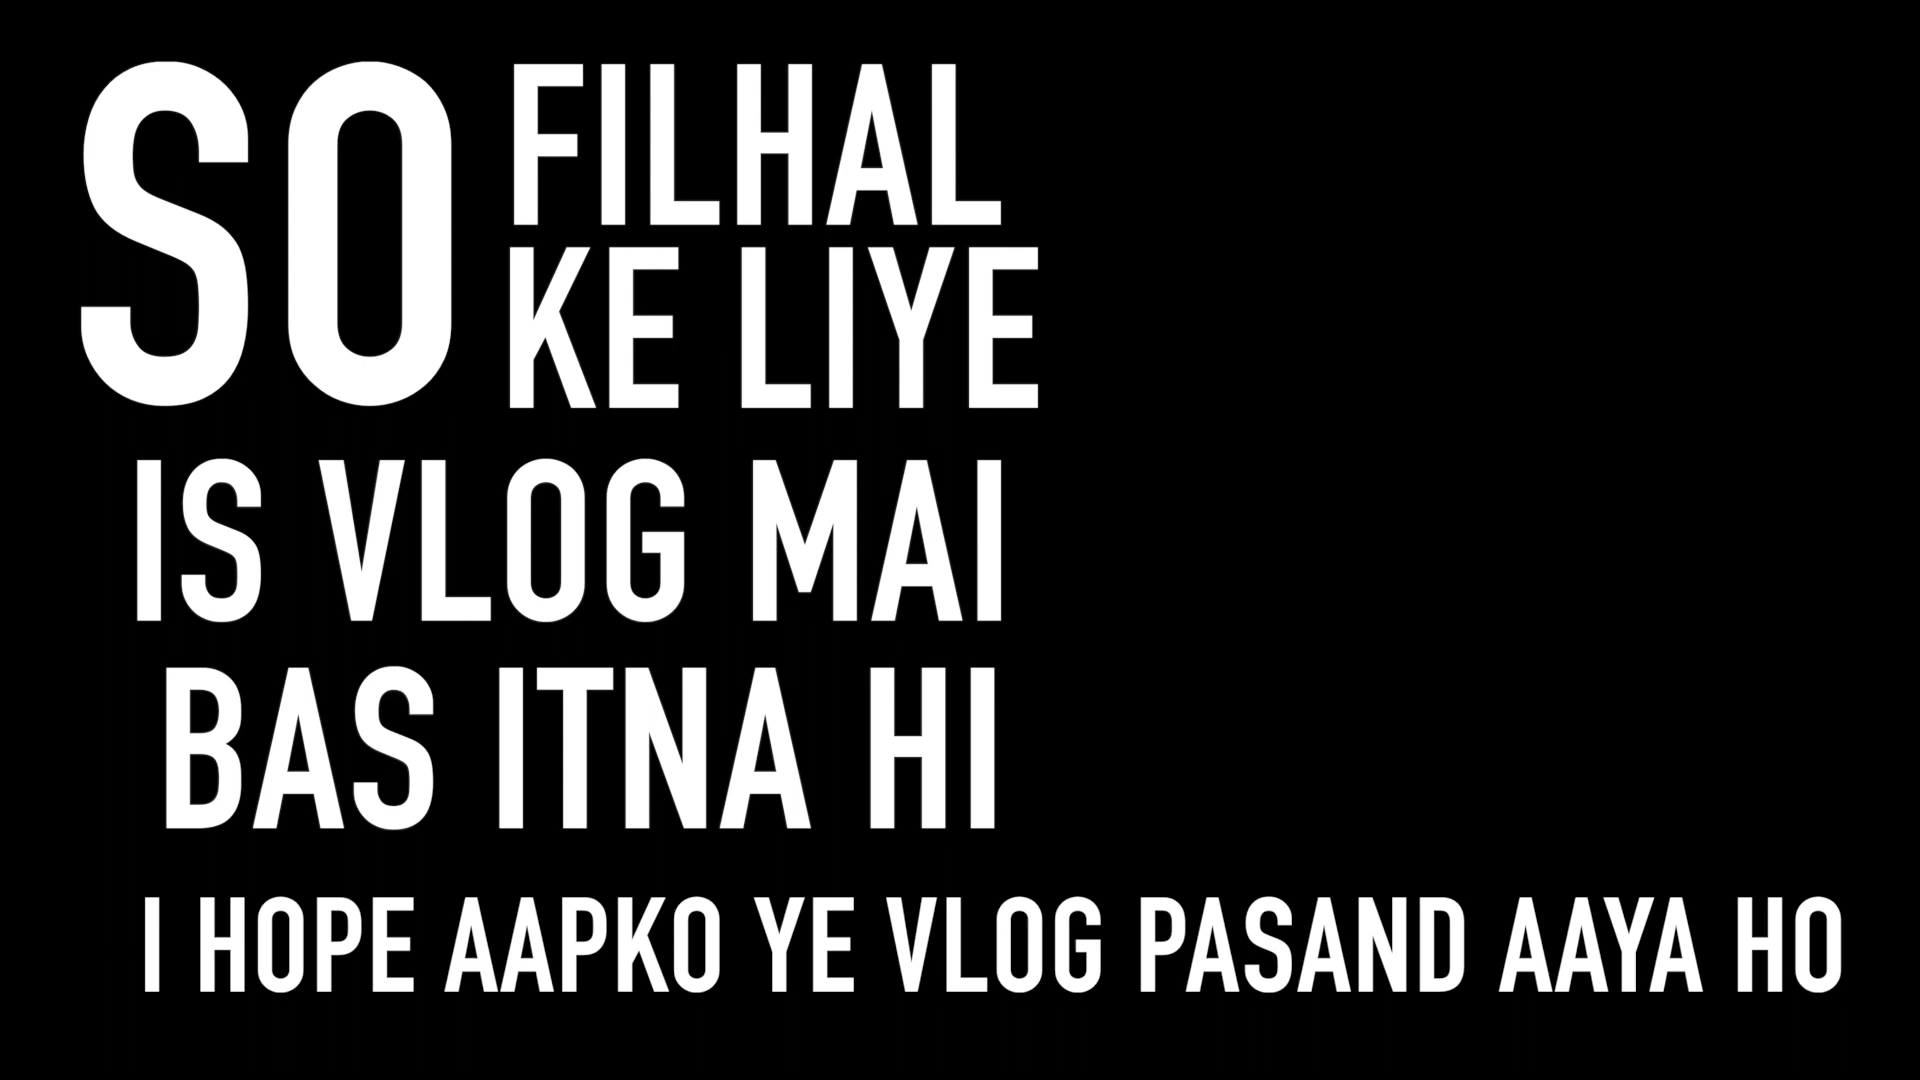 SO FILHAL
KE LIYE
IS VLOG MAI
BAS ITNA HI
I HOPE AAPKO YE VLOG PASAND AAYA HO